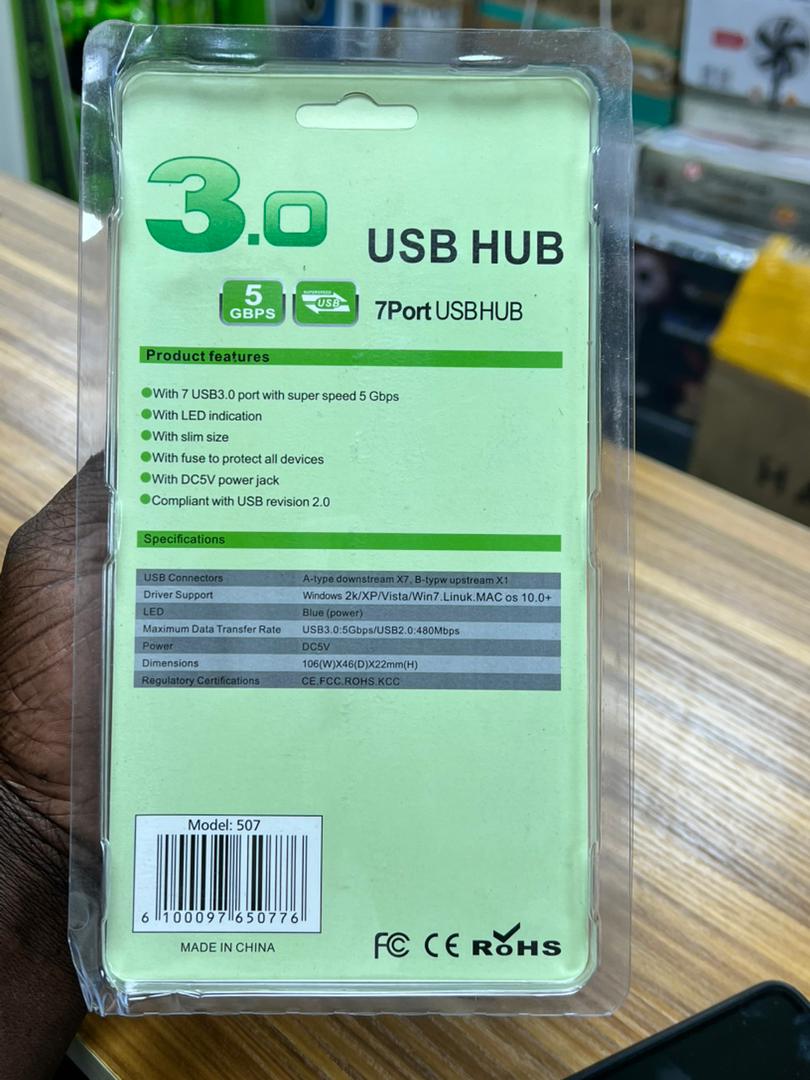 3.0
USB HUB
5
GBPS
SUPERSPEED
USB
7Port USB HUB
Product features
With 7 USB3.0 port with super speed 5 Gbps
With LED indication
With slim size
With fuse to protect all devices
With DC5V power jack
Compliant with USB revision 2.0
Specifications
USB Connectors A-type downstream X7, B-typw upstream X1
Driver Support Windows 2k/XP/Vista/Win7.Linuk.MAC os 10.0+
LED Blue (power)
Maximum Data Transfer Rate USB3.0:5Gbps/USB2.0:480Mbps
Power DC5V
Dimensions 106(W)X46(D)X22mm(H)
Regulatory Certifications CE.FCC.ROHS.KCC
Model: 507
6 100097 650776
MADE IN CHINA
FC CE RoHS